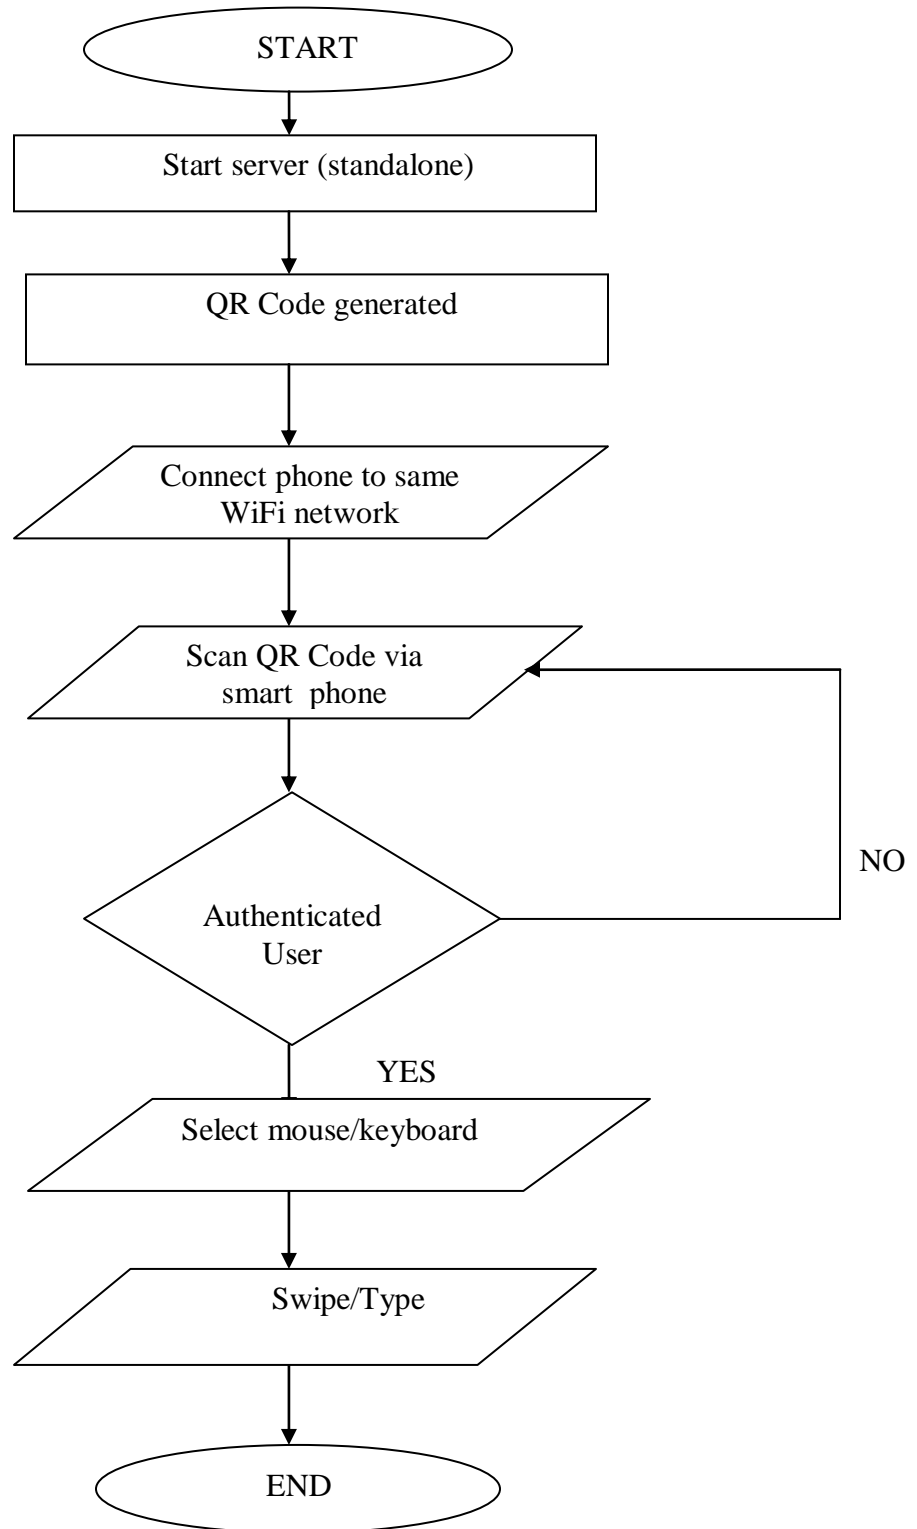 START
Start server (standalone)
QR Code generated
Connect phone to same
WiFi network
Scan QR Code via
smart  phone
NO
Authenticated
User
YES
Select mouse/keyboard
Swipe/Type
END